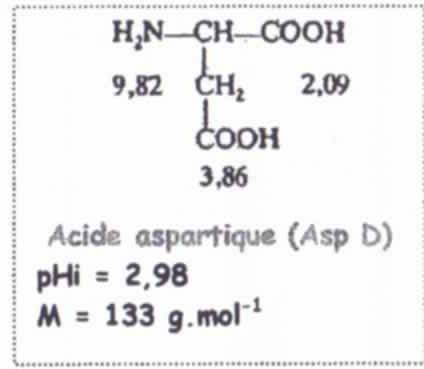 H₂N—CH—COOH
9,82 CH₂ 2,09
COOH
3,86
Acide aspartique (Asp D)
pHi = 2,98
M = 133 g.mol⁻¹